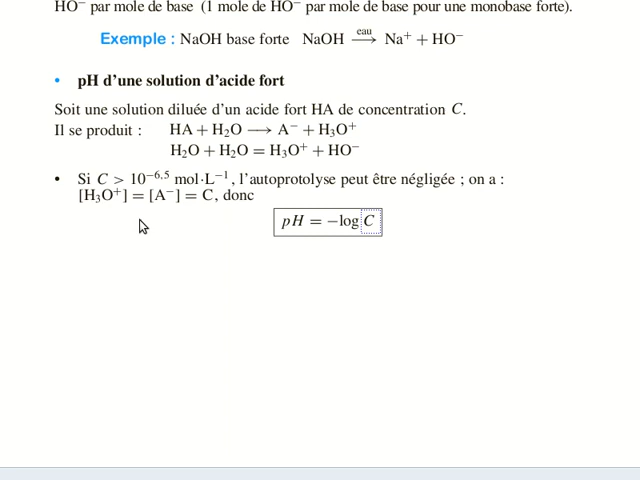 HO⁻ par mole de base (1 mole de HO⁻ par mole de base pour une monobase forte).
Exemple : NaOH base forte NaOH eau⟶ Na⁺ + HO⁻
• pH d'une solution d'acide fort
Soit une solution diluée d'un acide fort HA de concentration C.
Il se produit : HA + H₂O ⟶ A⁻ + H₃O⁺
H₂O + H₂O = H₃O⁺ + HO⁻
• Si C > 10⁻⁶·⁵ mol·L⁻¹, l'autoprotolyse peut être négligée ; on a :
[H₃O⁺] = [A⁻] = C, donc
pH = −log C